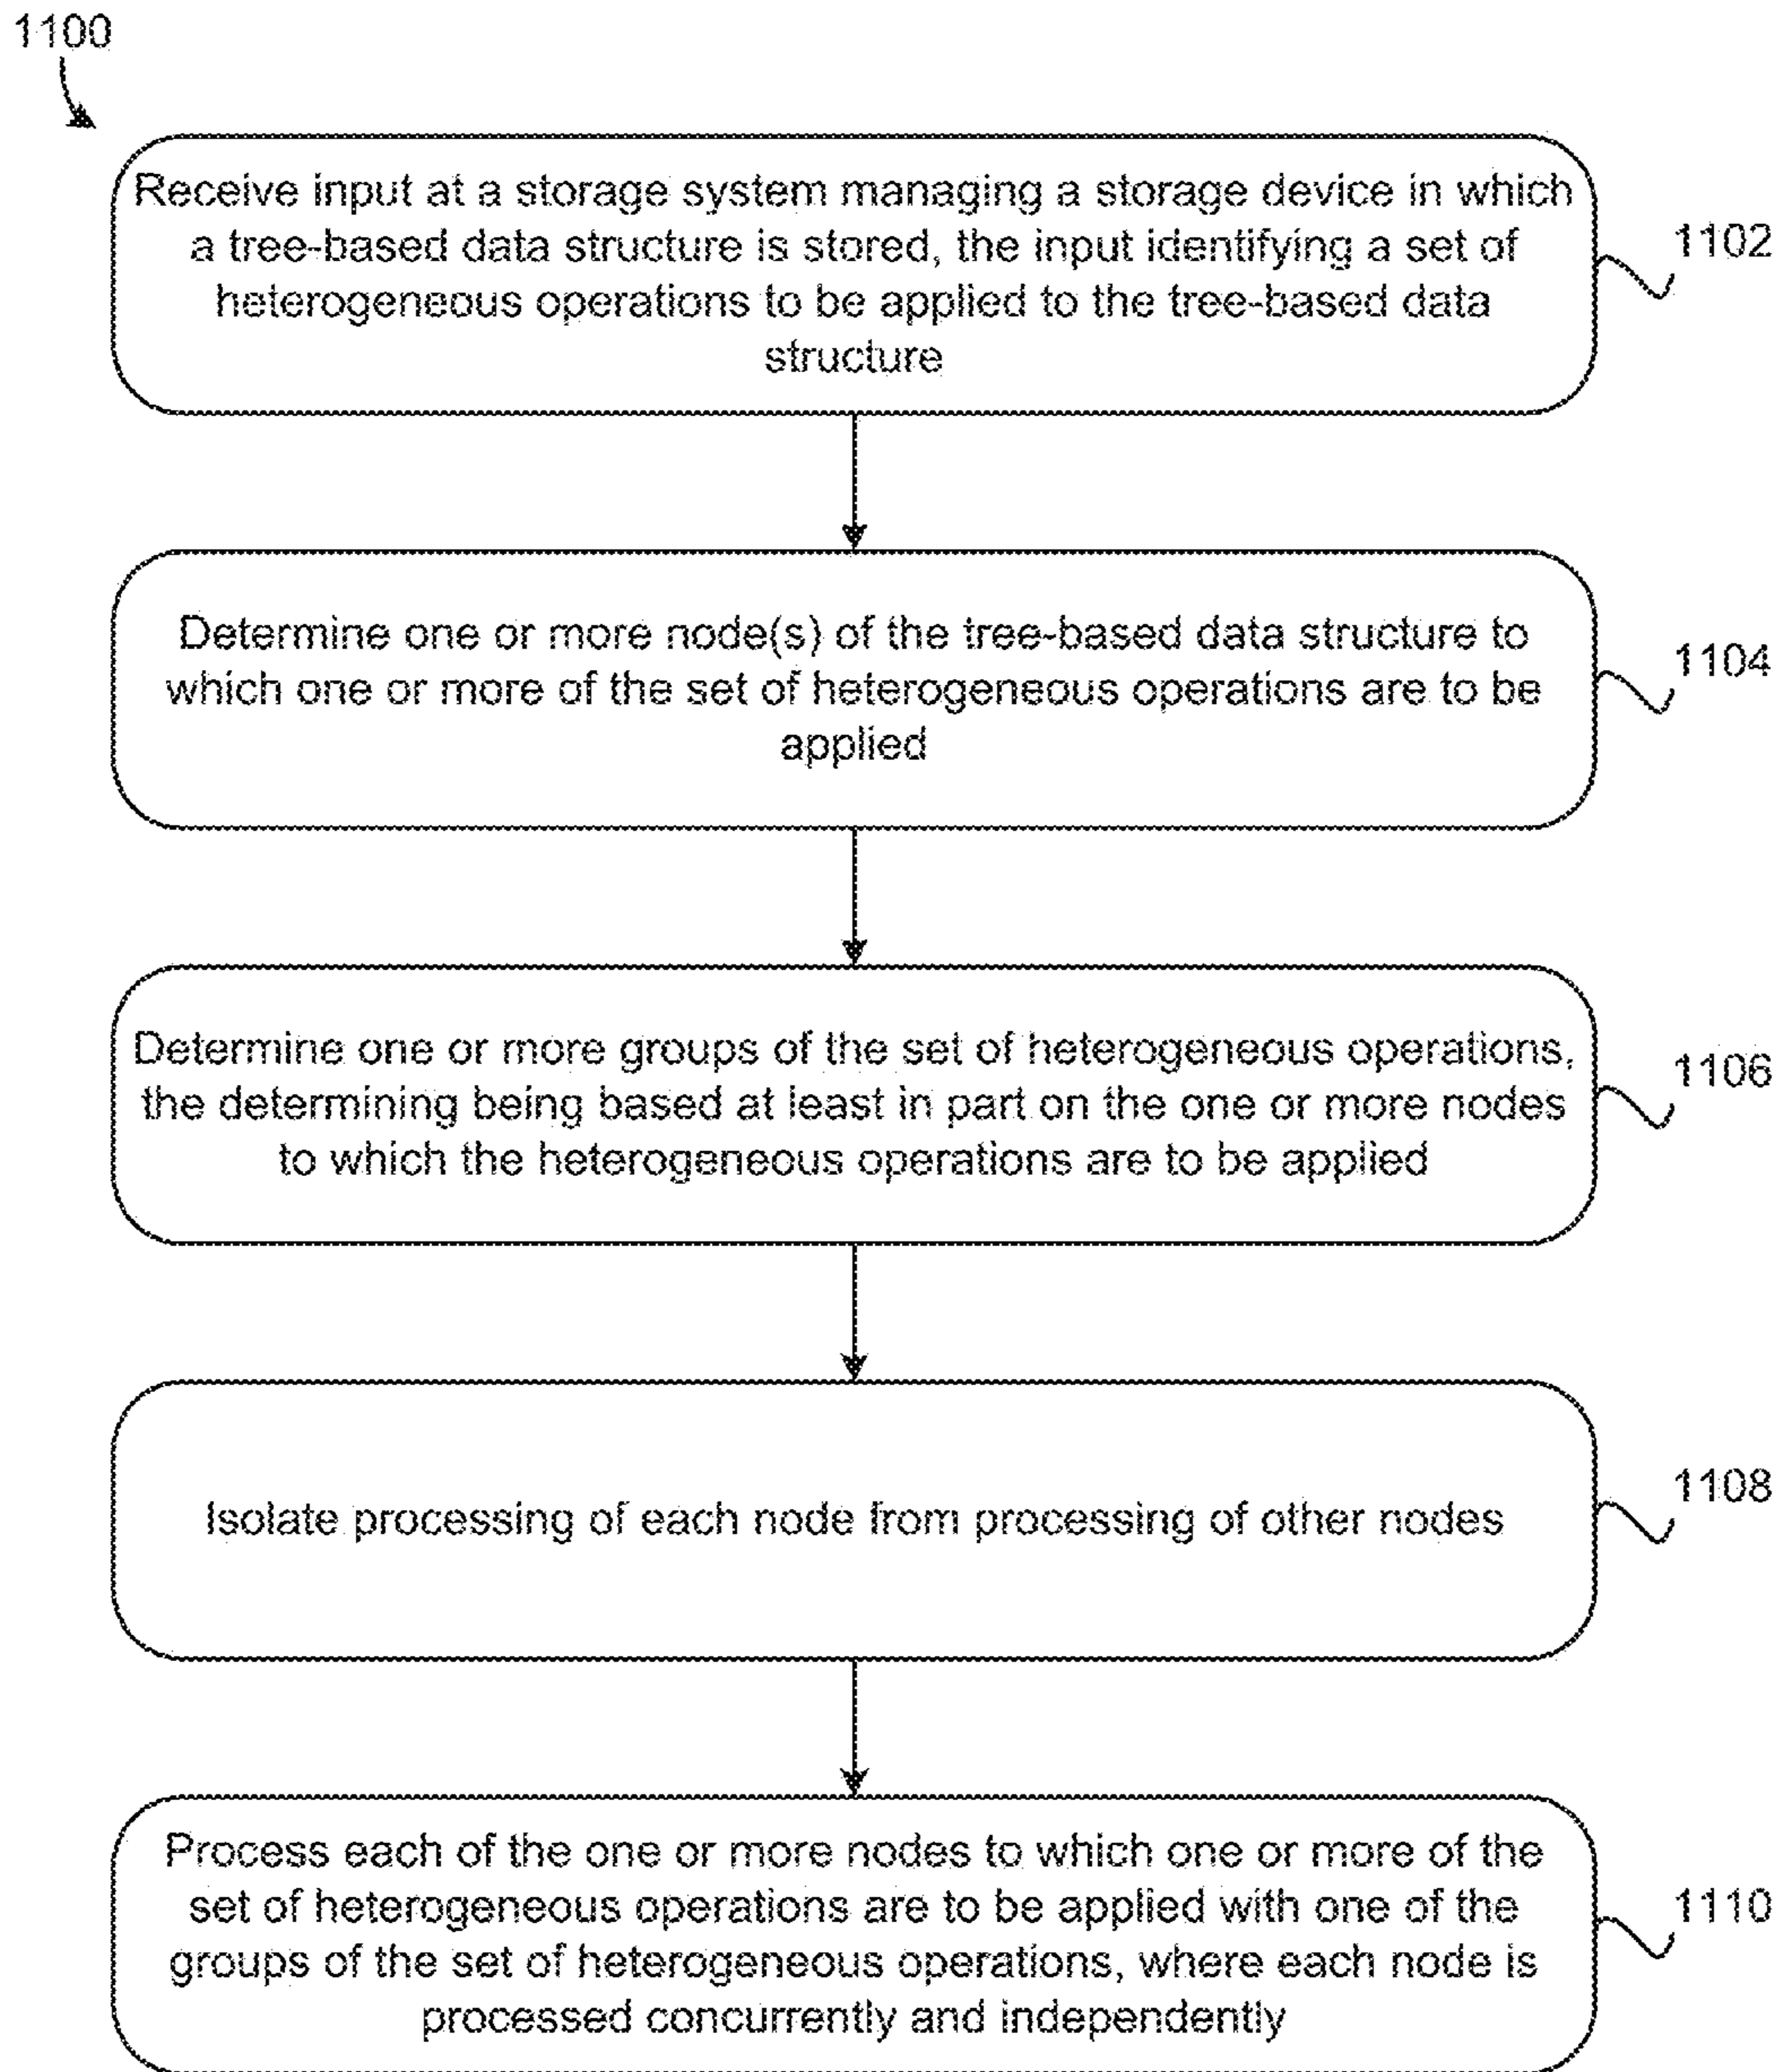 1100
Receive input at a storage system managing a storage device in which
a tree-based data structure is stored, the input identifying a set of
heterogeneous operations to be applied to the tree-based data
structure
1102
Determine one or more node(s) of the tree-based data structure to
which one or more of the set of heterogeneous operations are to be
applied
1104
Determine one or more groups of the set of heterogeneous operations,
the determining being based at least in part on the one or more nodes
to which the heterogeneous operations are to be applied
1106
Isolate processing of each node from processing of other nodes
1108
Process each of the one or more nodes to which one or more of the
set of heterogeneous operations are to be applied with one of the
groups of the set of heterogeneous operations, where each node is
processed concurrently and independently
1110